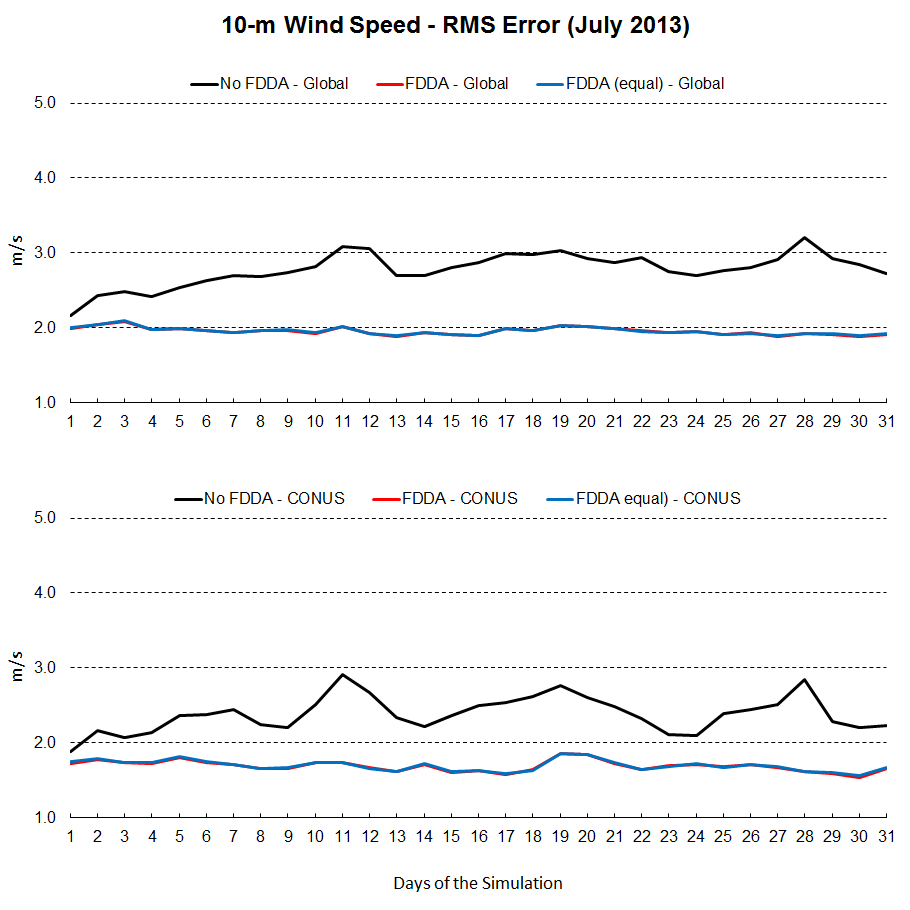 10-m Wind Speed - RMS Error (July 2013)
No FDDA - Global FDDA - Global FDDA (equal) - Global
5.0
4.0
3.0
2.0
1.0
m/s
1 2 3 4 5 6 7 8 9 10 11 12 13 14 15 16 17 18 19 20 21 22 23 24 25 26 27 28 29 30 31
No FDDA - CONUS FDDA - CONUS FDDA equal) - CONUS
5.0
4.0
3.0
2.0
1.0
m/s
1 2 3 4 5 6 7 8 9 10 11 12 13 14 15 16 17 18 19 20 21 22 23 24 25 26 27 28 29 30 31
Days of the Simulation